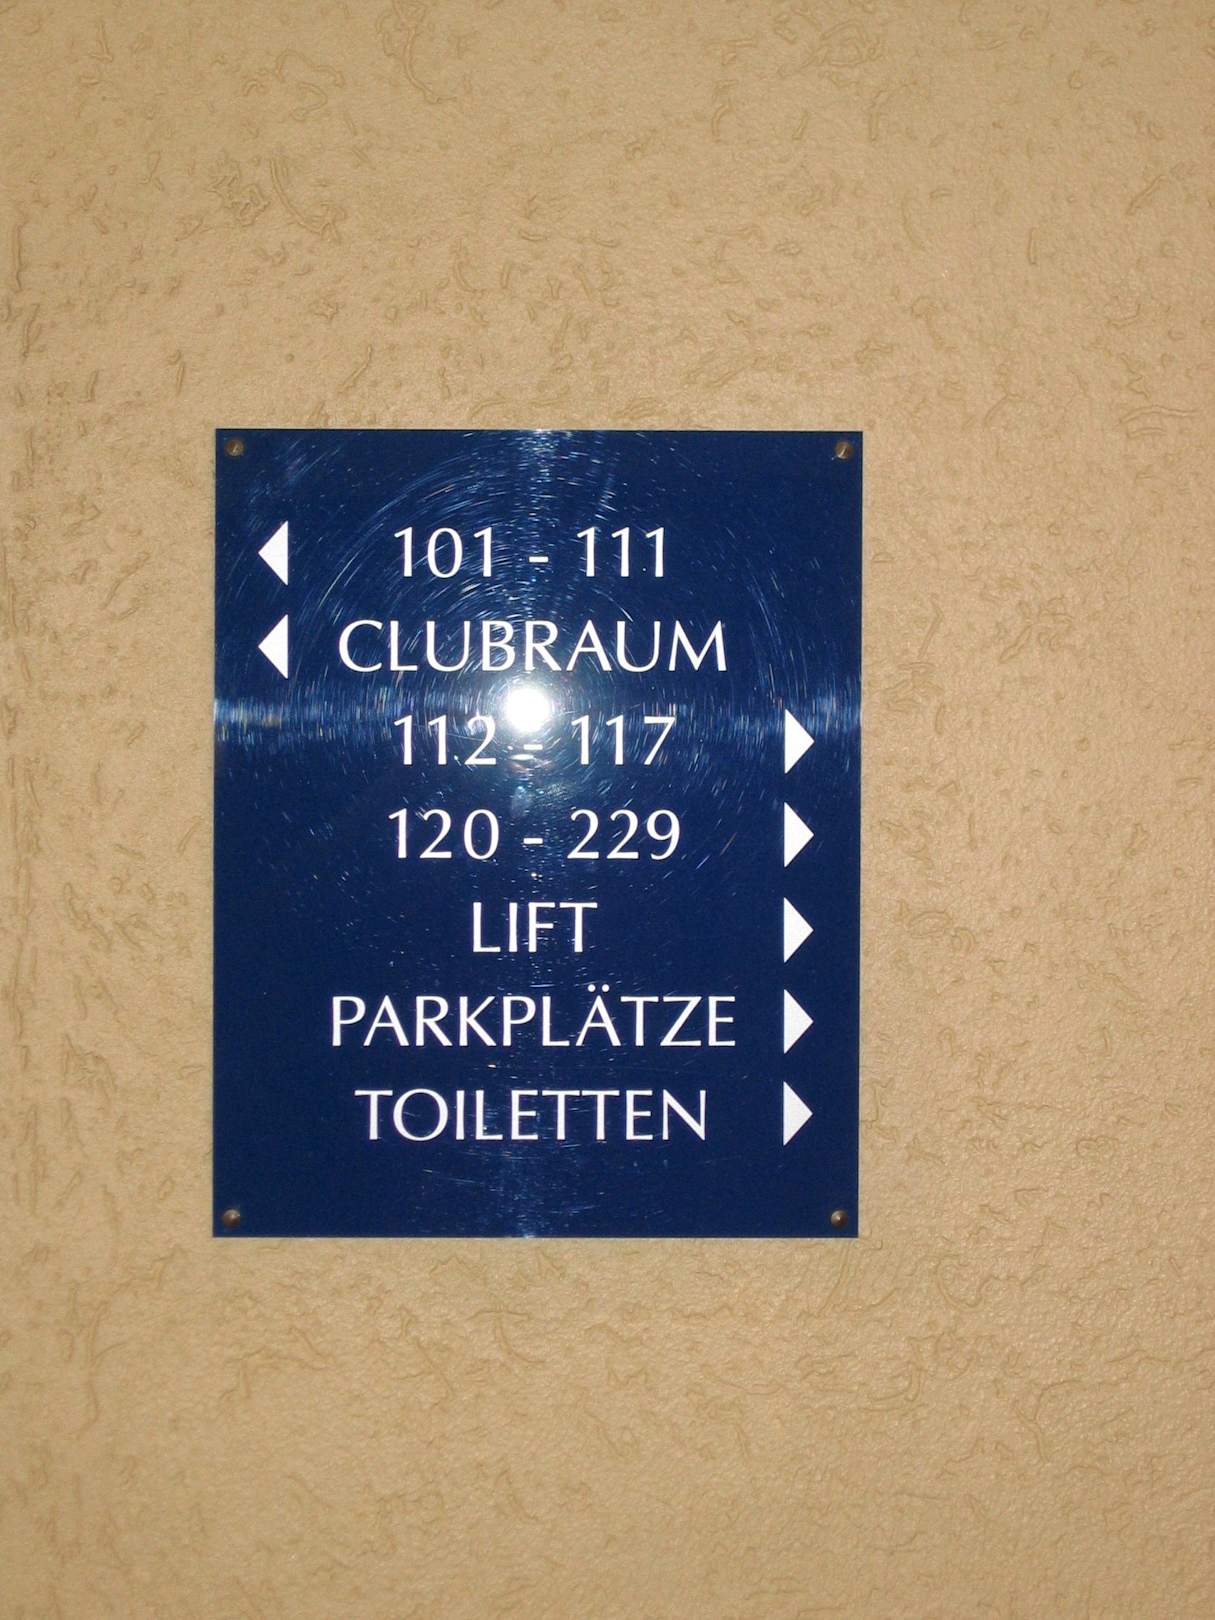 101 - 111
CLUBRAUM
112 - 117
120 - 229
LIFT
PARKPLÄTZE
TOILETTEN